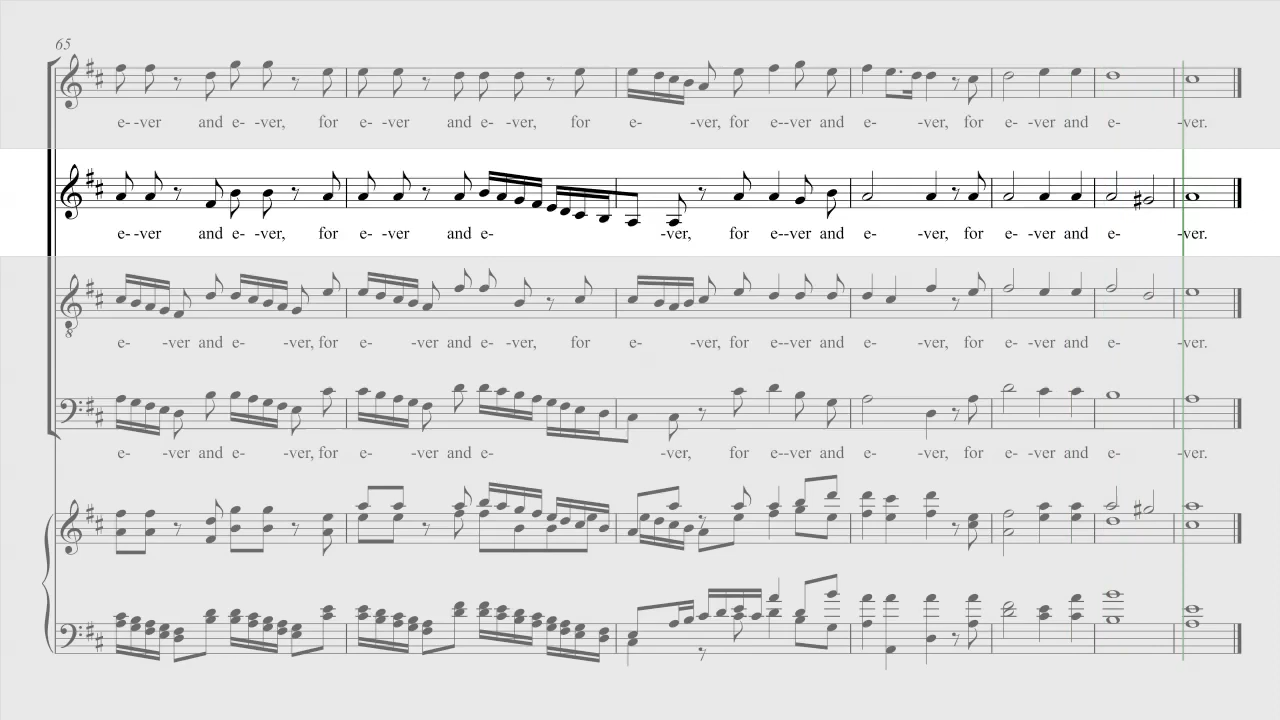 65
e- -ver and e- -ver, for e- -ver and e- -ver, for e- -ver, for e--ver and e- -ver, for e- -ver and e- -ver.
e- -ver and e- -ver, for e- -ver and e- -ver, for e--ver and e- -ver, for e- -ver and e- -ver.
8
e- -ver and e- -ver, for e- -ver and e- -ver, for e- -ver, for e--ver and e- -ver, for e- -ver and e- -ver.
e- -ver and e- -ver, for e- -ver and e- -ver, for e--ver and e- -ver, for e- -ver and e- -ver.